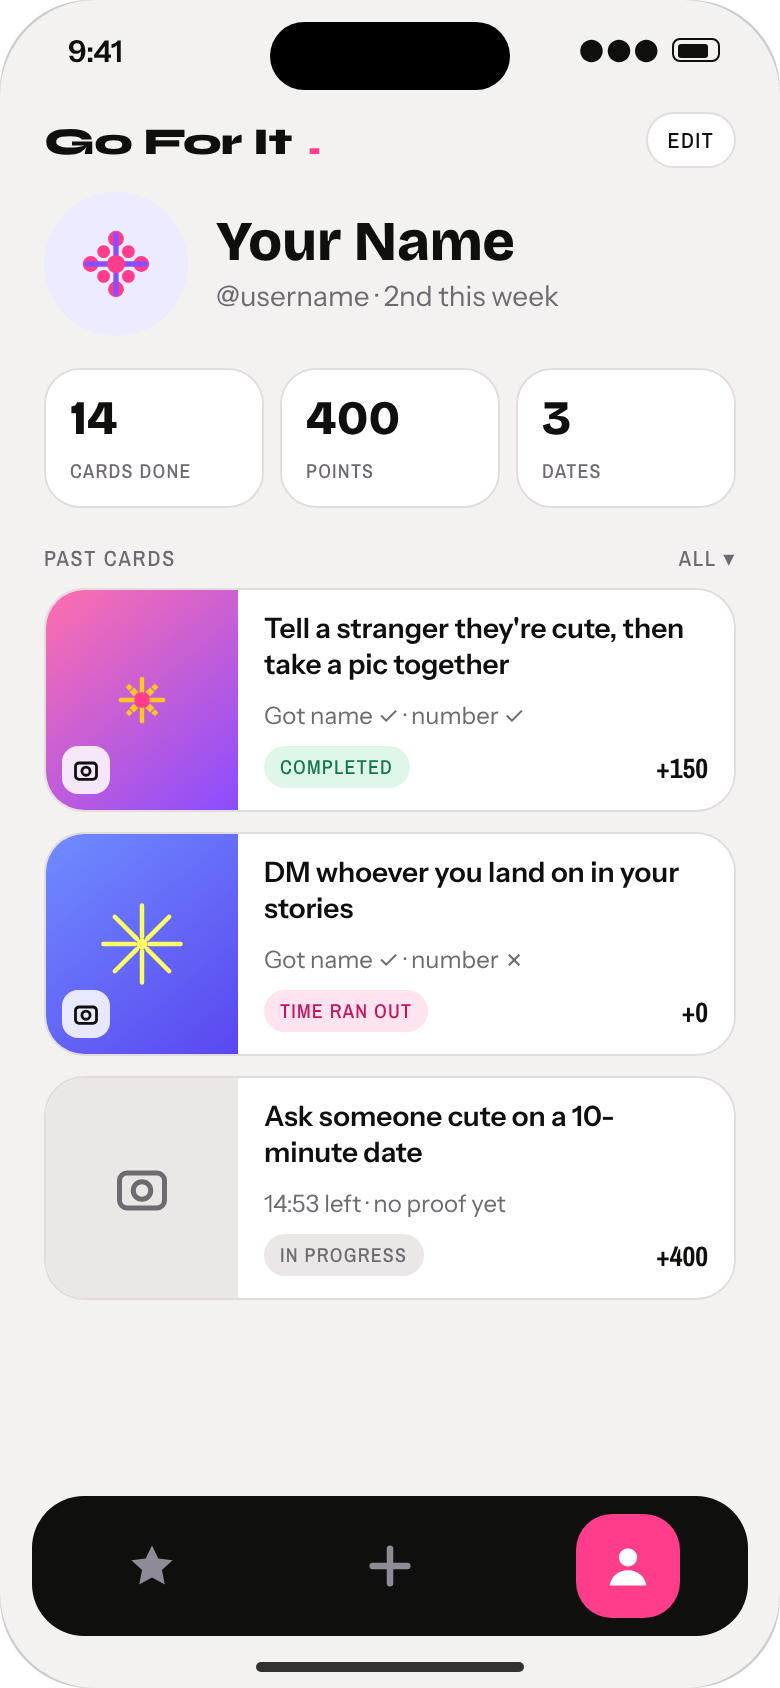 9:41
Go For It .
EDIT
Your Name
@username · 2nd this week
14
CARDS DONE
400
POINTS
3
DATES
PAST CARDS
ALL ▾
Tell a stranger they're cute, then
take a pic together
Got name ✓ · number ✓
COMPLETED
+150
DM whoever you land on in your
stories
Got name ✓ · number ×
TIME RAN OUT
+0
Ask someone cute on a 10-
minute date
14:53 left · no proof yet
IN PROGRESS
+400